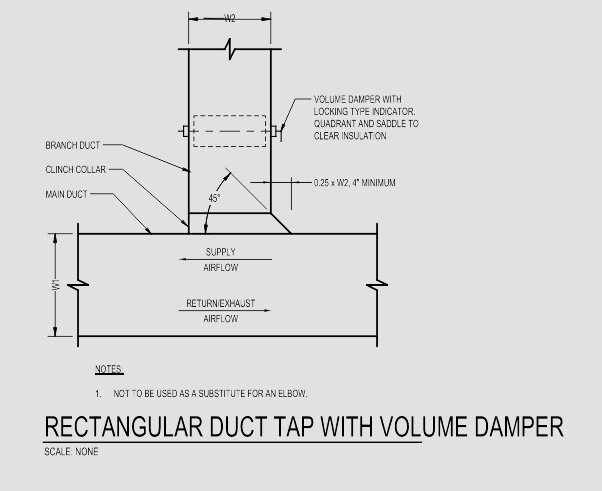 W2
VOLUME DAMPER WITH
LOCKING TYPE INDICATOR.
QUADRANT AND SADDLE TO
CLEAR INSULATION
BRANCH DUCT
CLINCH COLLAR
MAIN DUCT
45°
0.25 x W2, 4" MINIMUM
W1
SUPPLY
AIRFLOW
RETURN/EXHAUST
AIRFLOW
NOTES:
1. NOT TO BE USED AS A SUBSTITUTE FOR AN ELBOW.
RECTANGULAR DUCT TAP WITH VOLUME DAMPER
SCALE: NONE